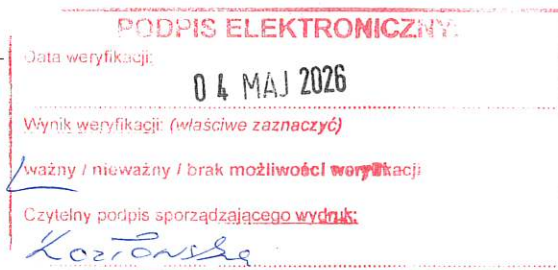 PODPIS ELEKTRONICZNY:
Data weryfikacji:
04 MAJ 2026
Wynik weryfikacji: (właściwe zaznaczyć)
ważny / nieważny / brak możliwości weryfikacji
Czytelny podpis sporządzającego wydruk:
Kozłowska